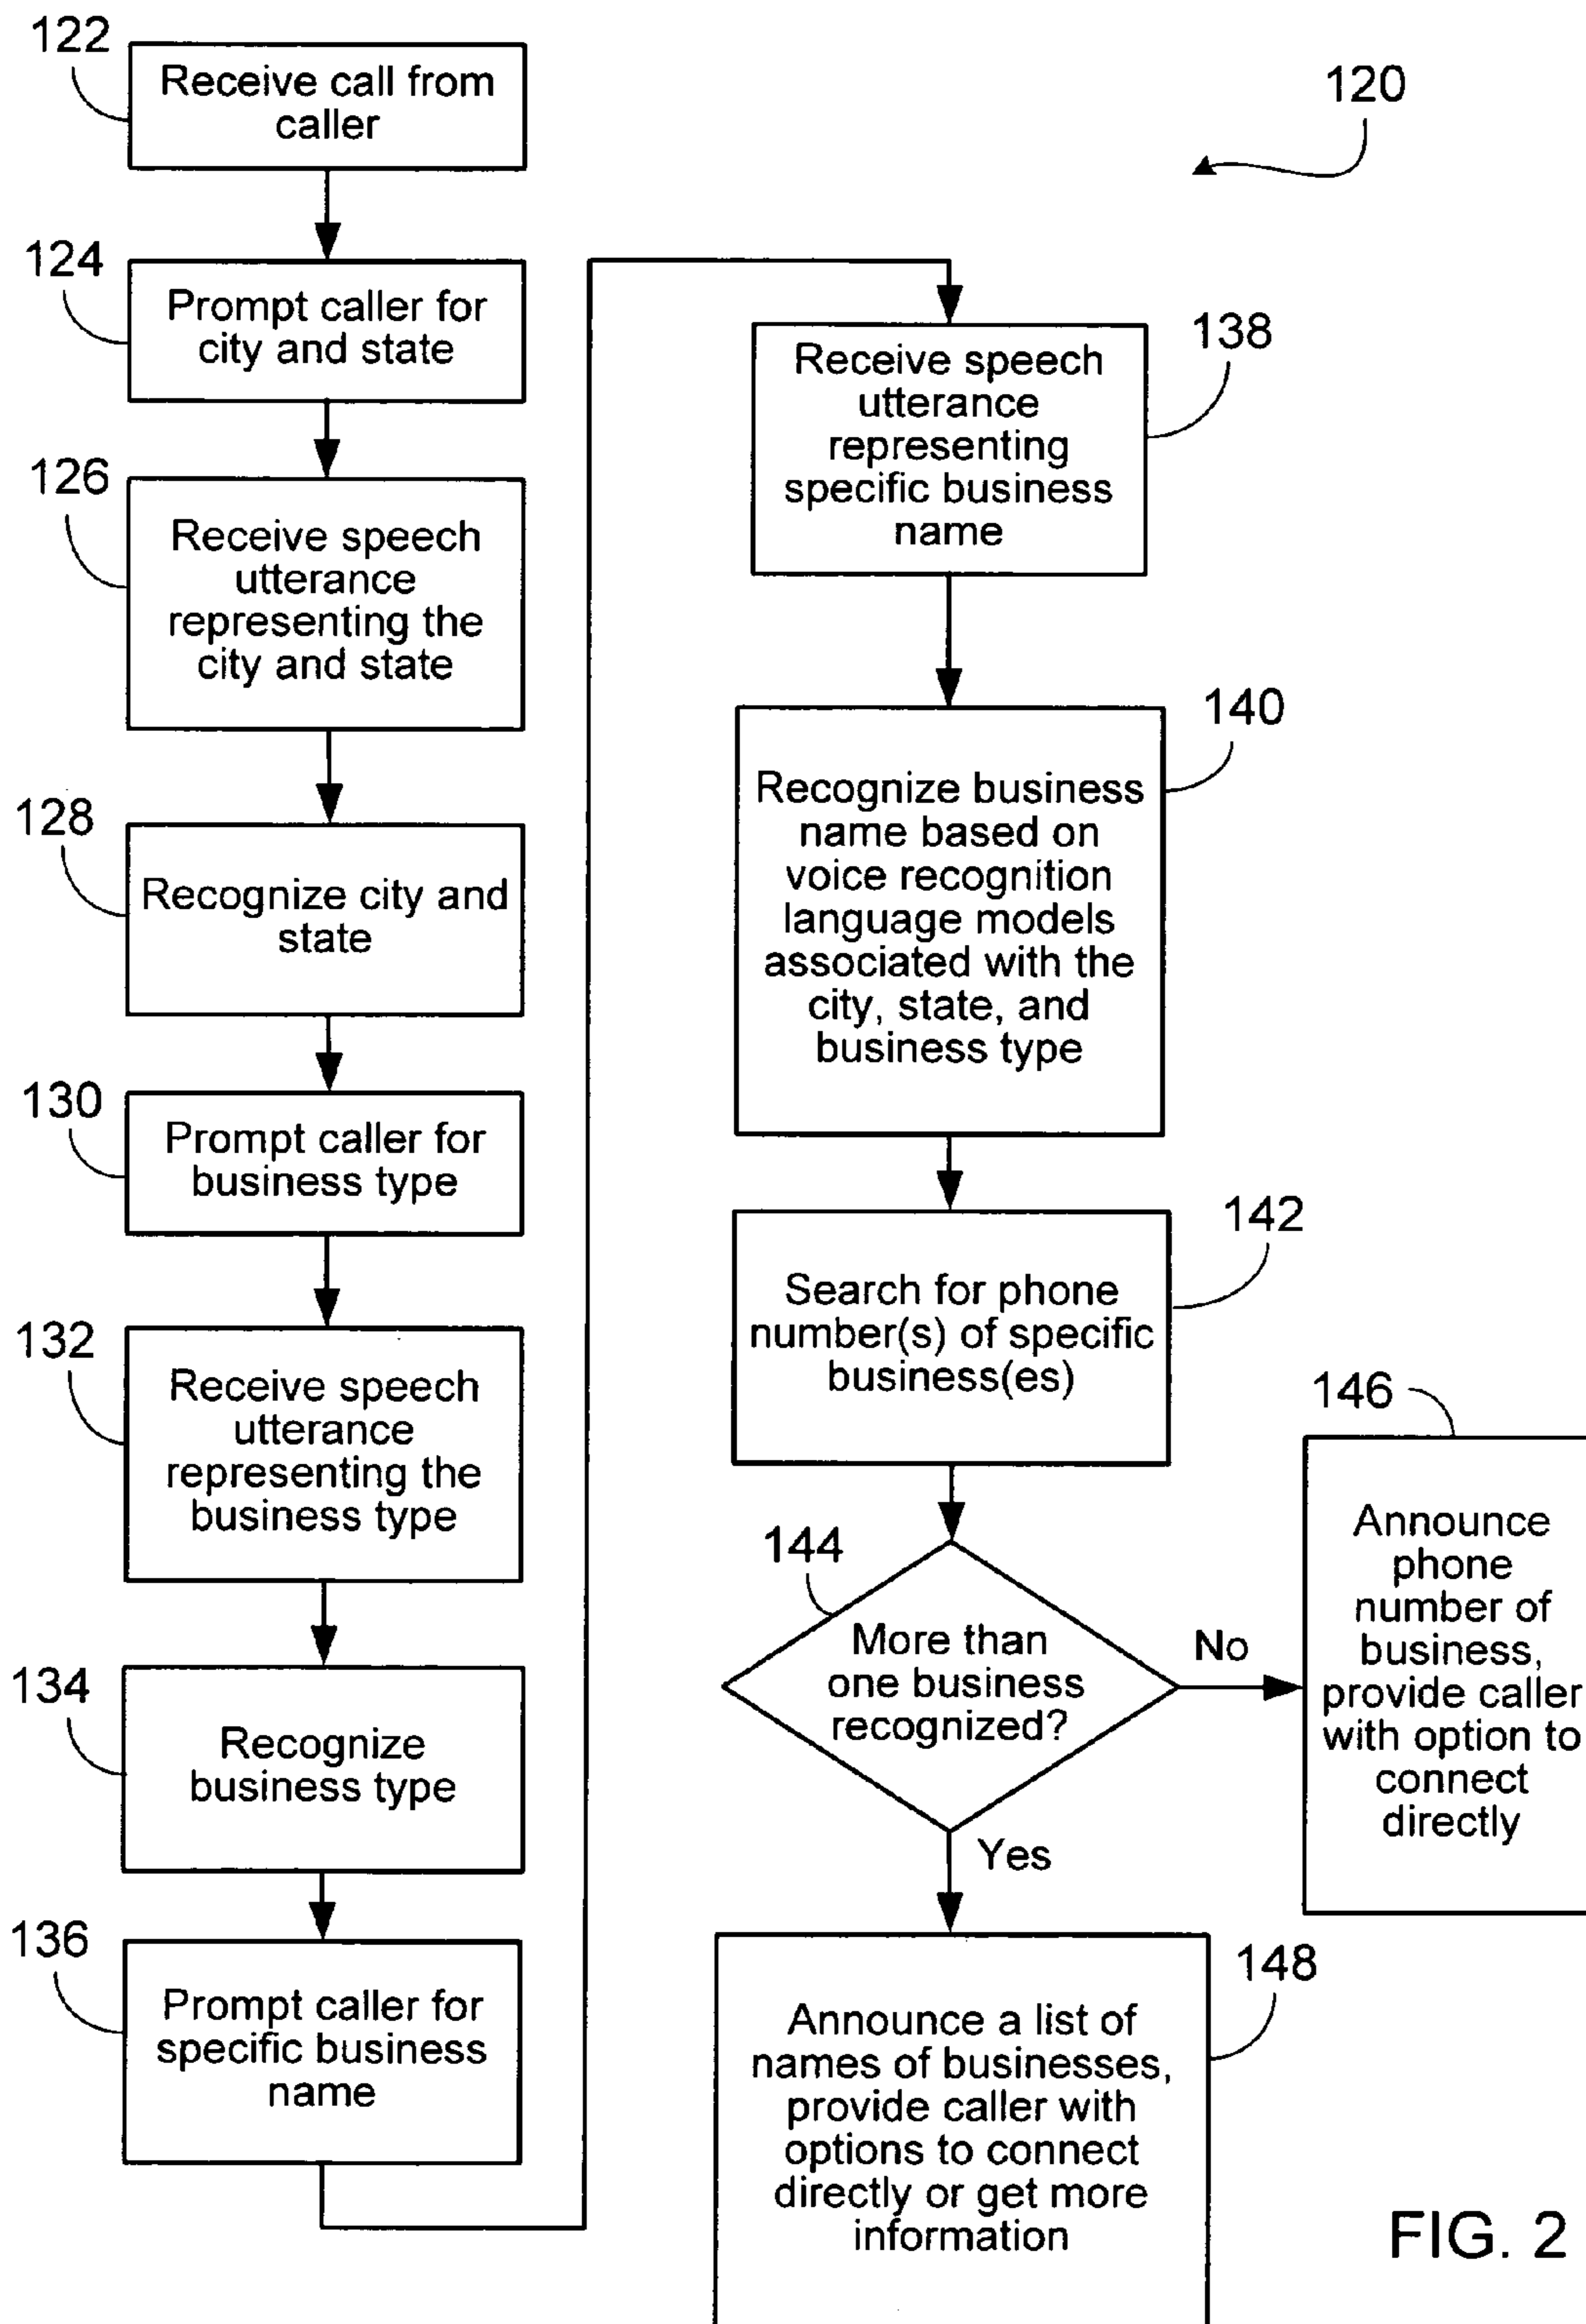 122
Receive call from
caller
120
124
Prompt caller for
city and state
126
Receive speech
utterance
representing the
city and state
128
Recognize city and
state
130
Prompt caller for
business type
132
Receive speech
utterance
representing the
business type
134
Recognize
business type
136
Prompt caller for
specific business
name
138
Receive speech
utterance
representing
specific business
name
140
Recognize business
name based on
voice recognition
language models
associated with the
city, state, and
business type
142
Search for phone
number(s) of specific
business(es)
144
More than
one business
recognized?
No
Yes
146
Announce
phone
number of
business,
provide caller
with option to
connect
directly
148
Announce a list of
names of businesses,
provide caller with
options to connect
directly or get more
information
FIG. 2